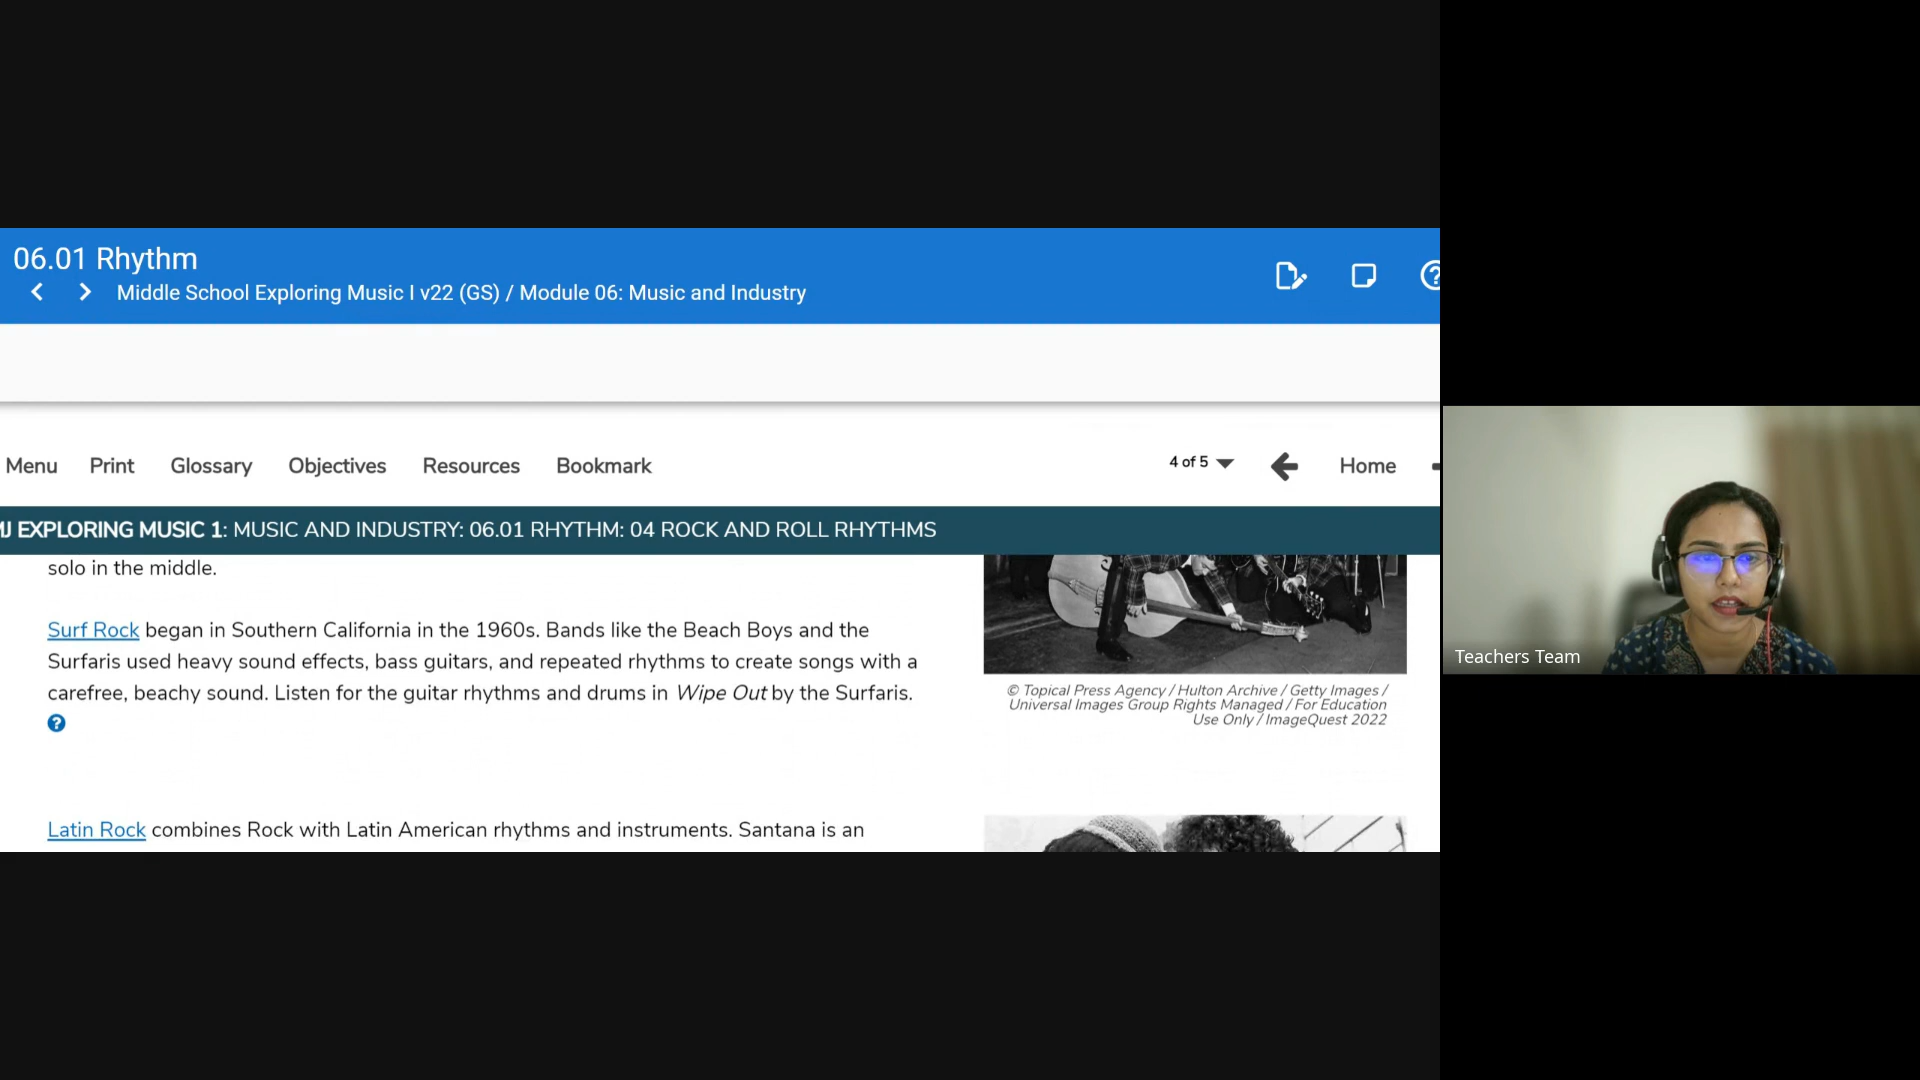 06.01 Rhythm
Middle School Exploring Music I v22 (GS) / Module 06: Music and Industry
Menu Print Glossary Objectives Resources Bookmark 4 of 5 Home
MJ EXPLORING MUSIC 1: MUSIC AND INDUSTRY: 06.01 RHYTHM: 04 ROCK AND ROLL RHYTHMS
solo in the middle.
Surf Rock began in Southern California in the 1960s. Bands like the Beach Boys and the
Surfaris used heavy sound effects, bass guitars, and repeated rhythms to create songs with a
carefree, beachy sound. Listen for the guitar rhythms and drums in Wipe Out by the Surfaris.
?
© Topical Press Agency / Hulton Archive / Getty Images /
Universal Images Group Rights Managed / For Education
Use Only / ImageQuest 2022
Latin Rock combines Rock with Latin American rhythms and instruments. Santana is an
Teachers Team